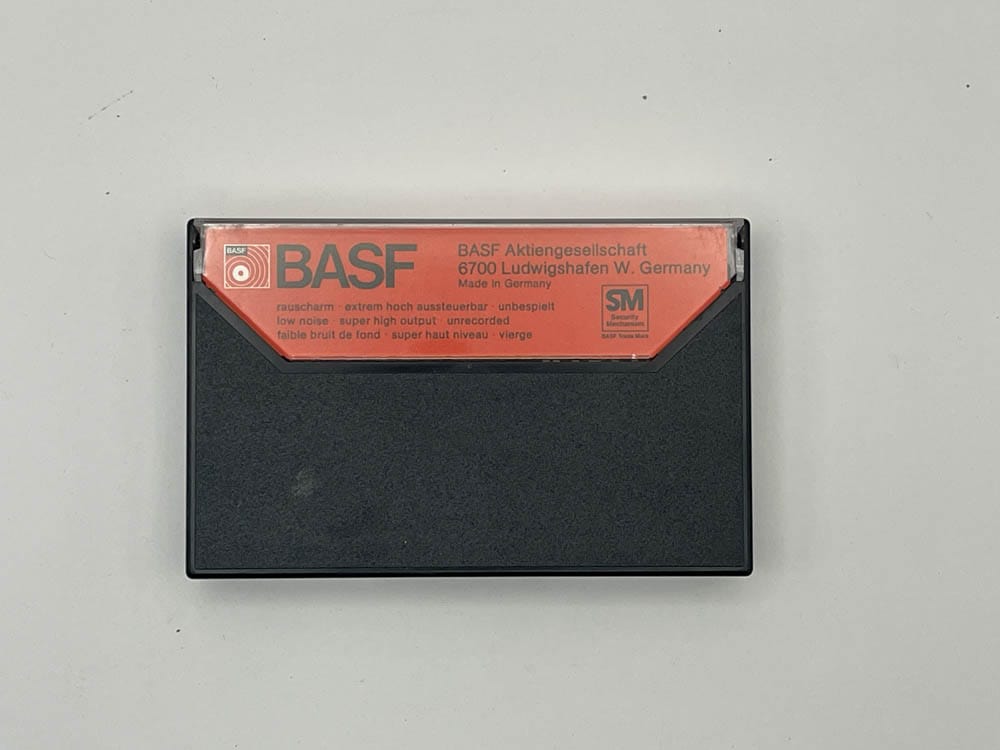 BASF
BASF
BASF Aktiengesellschaft
6700 Ludwigshafen W. Germany
Made in Germany
rauscharm · extrem hoch aussteuerbar · unbespielt
low noise · super high output · unrecorded
faible bruit de fond · super haut niveau · vierge
SM
Security
Mechanism
BASF Trade Mark